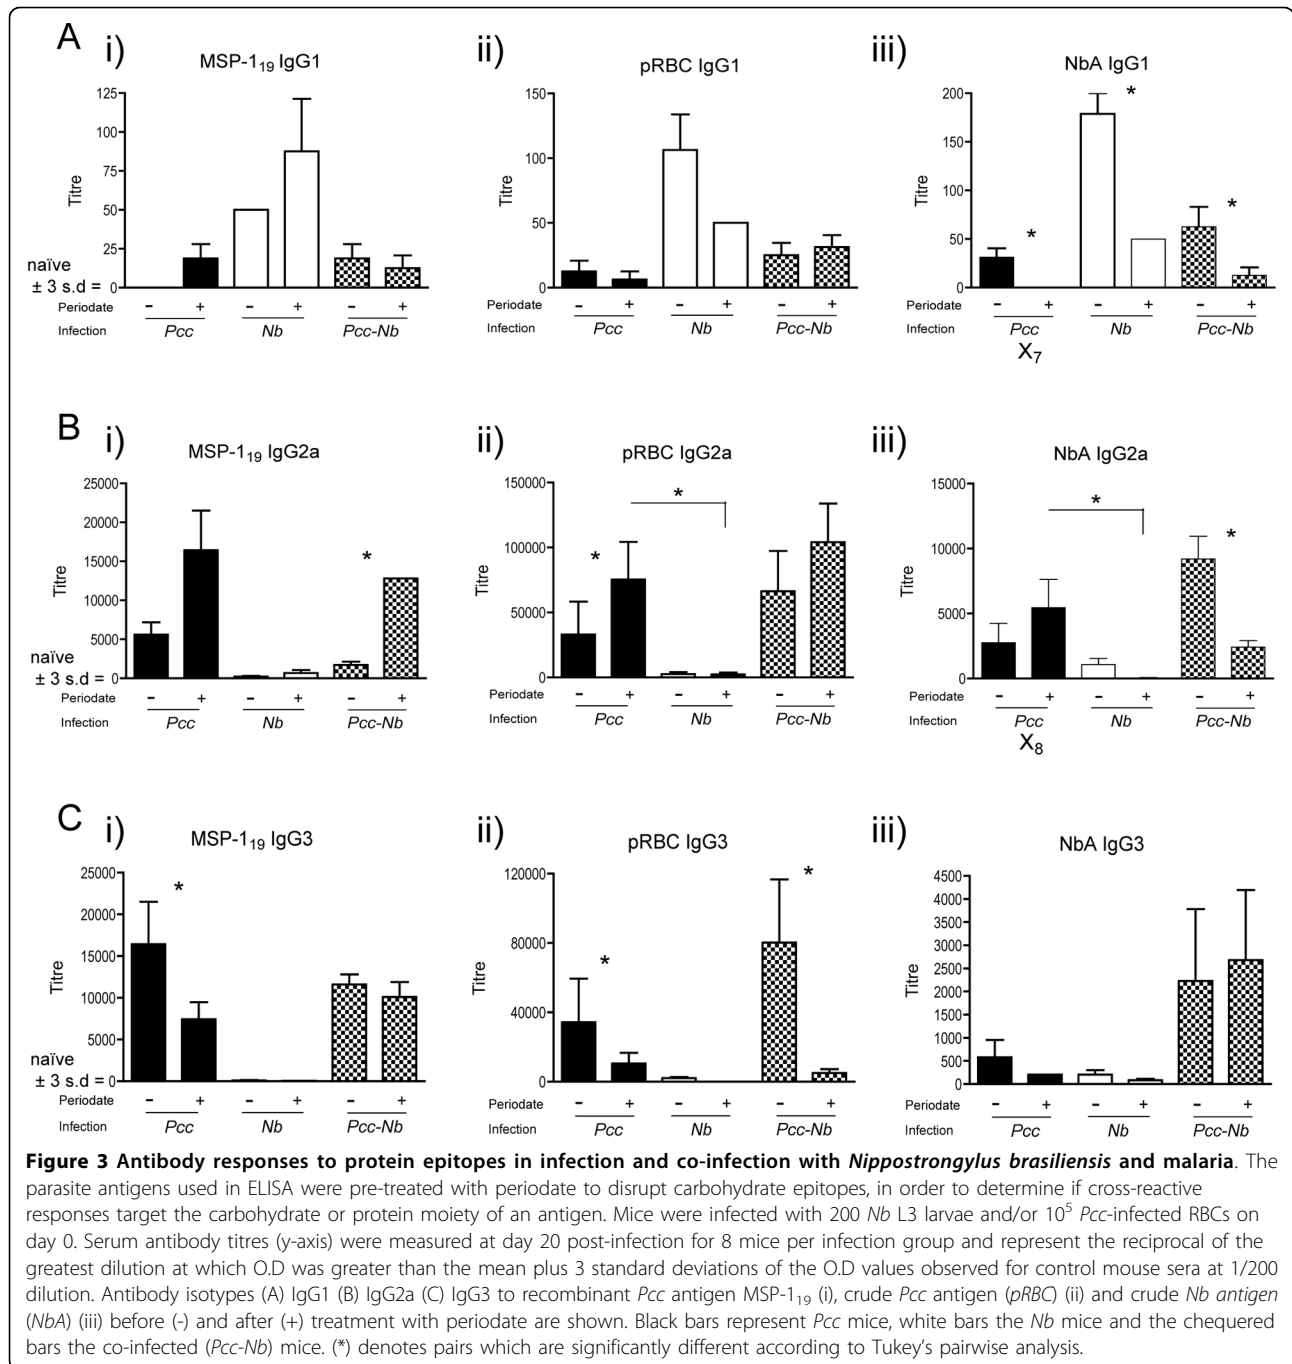 A
i)
MSP-1₁₉ IgG1
125
100
75
50
25
0
Titre
naïve
± 3 s.d =
Periodate - + - + - +
Infection Pcc Nb Pcc-Nb
ii)
pRBC IgG1
150
100
50
0
Titre
Periodate - + - + - +
Infection Pcc Nb Pcc-Nb
iii)
NbA IgG1
200
150
100
50
0
Titre
* * *
Periodate - + - + - +
Infection Pcc Nb Pcc-Nb
X₇
B
i)
MSP-1₁₉ IgG2a
25000
20000
15000
10000
5000
0
Titre
*
naïve
± 3 s.d =
Periodate - + - + - +
Infection Pcc Nb Pcc-Nb
ii)
pRBC IgG2a
150000
100000
50000
0
Titre
* *
Periodate - + - + - +
Infection Pcc Nb Pcc-Nb
iii)
NbA IgG2a
15000
10000
5000
0
Titre
* *
Periodate - + - + - +
Infection Pcc Nb Pcc-Nb
X₈
C
i)
MSP-1₁₉ IgG3
25000
20000
15000
10000
5000
0
Titre
*
naïve
± 3 s.d =
Periodate - + - + - +
Infection Pcc Nb Pcc-Nb
ii)
pRBC IgG3
120000
80000
40000
0
Titre
* *
Periodate - + - + - +
Infection Pcc Nb Pcc-Nb
iii)
NbA IgG3
4500
4000
3500
3000
2500
2000
1500
1000
500
0
Titre
Periodate - + - + - +
Infection Pcc Nb Pcc-Nb
Figure 3 Antibody responses to protein epitopes in infection and co-infection with Nippostrongylus brasiliensis and malaria. The
parasite antigens used in ELISA were pre-treated with periodate to disrupt carbohydrate epitopes, in order to determine if cross-reactive
responses target the carbohydrate or protein moiety of an antigen. Mice were infected with 200 Nb L3 larvae and/or 10⁵ Pcc-infected RBCs on
day 0. Serum antibody titres (y-axis) were measured at day 20 post-infection for 8 mice per infection group and represent the reciprocal of the
greatest dilution at which O.D was greater than the mean plus 3 standard deviations of the O.D values observed for control mouse sera at 1/200
dilution. Antibody isotypes (A) IgG1 (B) IgG2a (C) IgG3 to recombinant Pcc antigen MSP-1₁₉ (i), crude Pcc antigen (pRBC) (ii) and crude Nb antigen
(NbA) (iii) before (-) and after (+) treatment with periodate are shown. Black bars represent Pcc mice, white bars the Nb mice and the chequered
bars the co-infected (Pcc-Nb) mice. (*) denotes pairs which are significantly different according to Tukey's pairwise analysis.